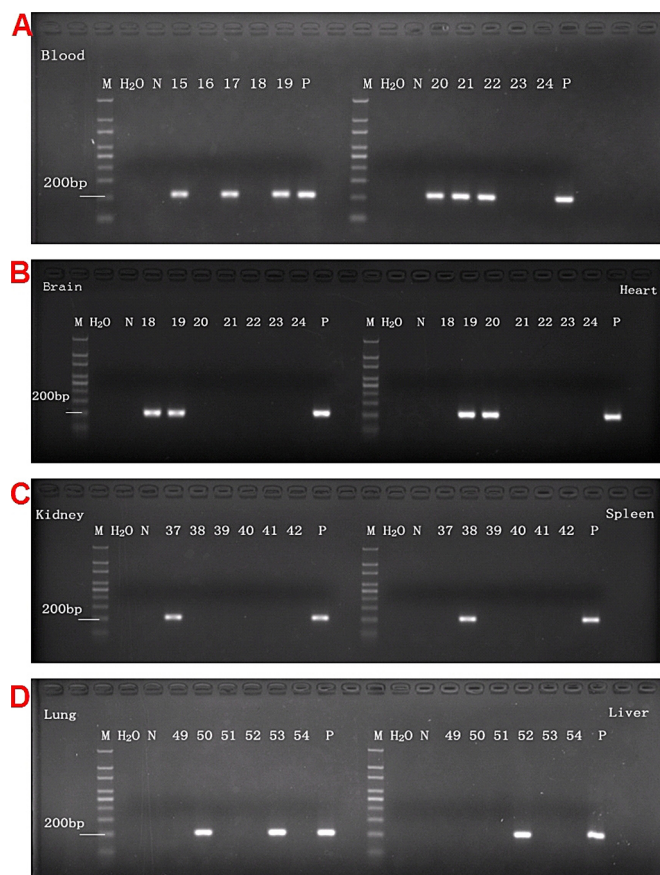 A
Blood
M H₂O N 15 16 17 18 19 P M H₂O N 20 21 22 23 24 P
200bp
B
Brain Heart
M H₂O N 18 19 20 21 22 23 24 P M H₂O N 18 19 20 21 22 23 24 P
200bp
C
Kidney Spleen
M H₂O N 37 38 39 40 41 42 P M H₂O N 37 38 39 40 41 42 P
200bp
D
Lung Liver
M H₂O N 49 50 51 52 53 54 P M H₂O N 49 50 51 52 53 54 P
200bp